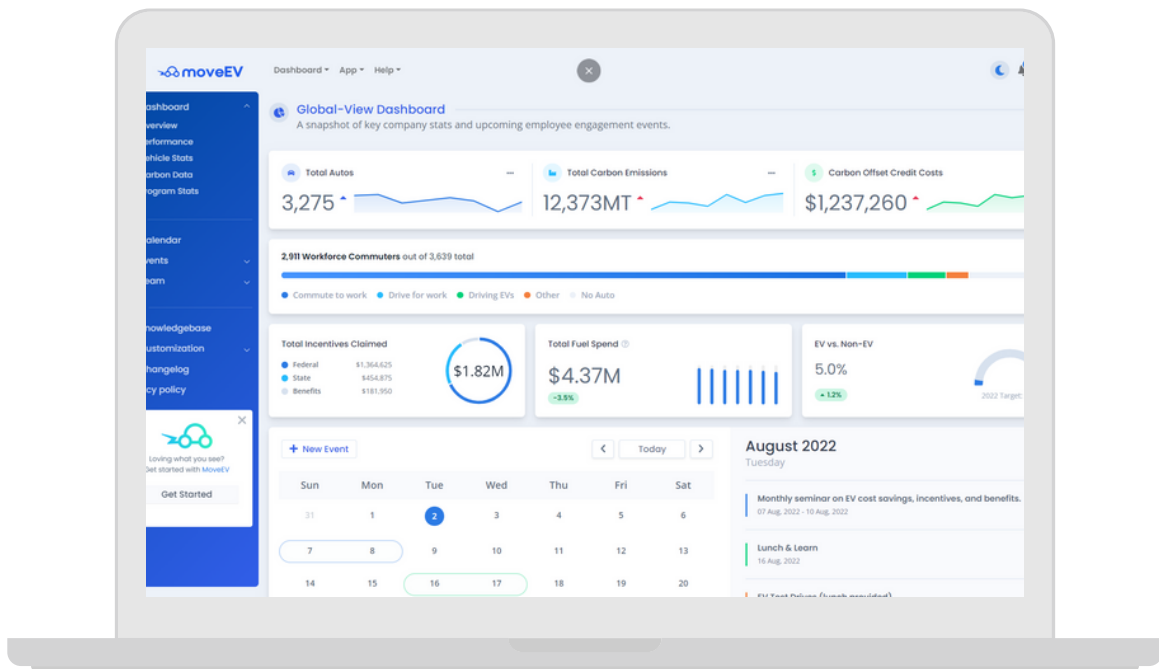 moveEV
Dashboard App Help
ashboard
verview
erformance
ehicle Stats
arbon Data
rogram Stats
alendar
vents
eam
nowledgebase
ustomization
hangelog
cy policy
Loving what you see?
Get started with MoveEV
Get Started
Global-View Dashboard
A snapshot of key company stats and upcoming employee engagement events.
Total Autos
3,275
Total Carbon Emissions
12,373MT
Carbon Offset Credit Costs
$1,237,260
2,911 Workforce Commuters out of 3,639 total
Commute to work Drive for work Driving EVs Other No Auto
Total Incentives Claimed
Federal $1,364,625
State $454,875
Benefits $181,950
$1.82M
Total Fuel Spend
$4.37M
-3.5%
EV vs. Non-EV
5.0%
1.2%
2022 Target:
+ New Event
Today
Sun Mon Tue Wed Thu Fri Sat
31 1 2 3 4 5 6
7 8 9 10 11 12 13
14 15 16 17 18 19 20
August 2022
Tuesday
Monthly seminar on EV cost savings, incentives, and benefits.
07 Aug, 2022 - 10 Aug, 2022
Lunch & Learn
16 Aug, 2022
EV Test Drives (lunch provided)